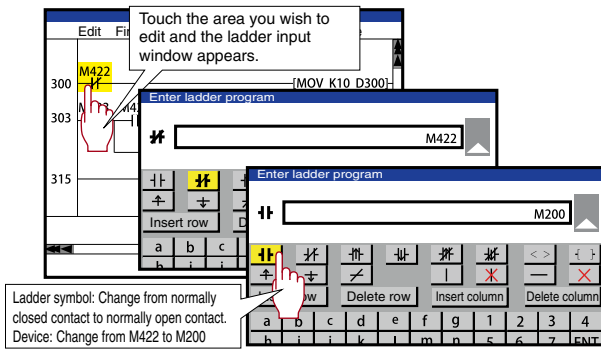 Touch the area you wish to
edit and the ladder input
window appears.
Edit
M422
300
[MOV K10 D300]
303
315
Enter ladder program
M422
Insert row
a b c
Enter ladder program
M200
< > { }
Delete row Insert column Delete column
a b c d e f g 1 2 3 4
h i j k l m n 5 6 7 ENT
Ladder symbol: Change from normally
closed contact to normally open contact.
Device: Change from M422 to M200